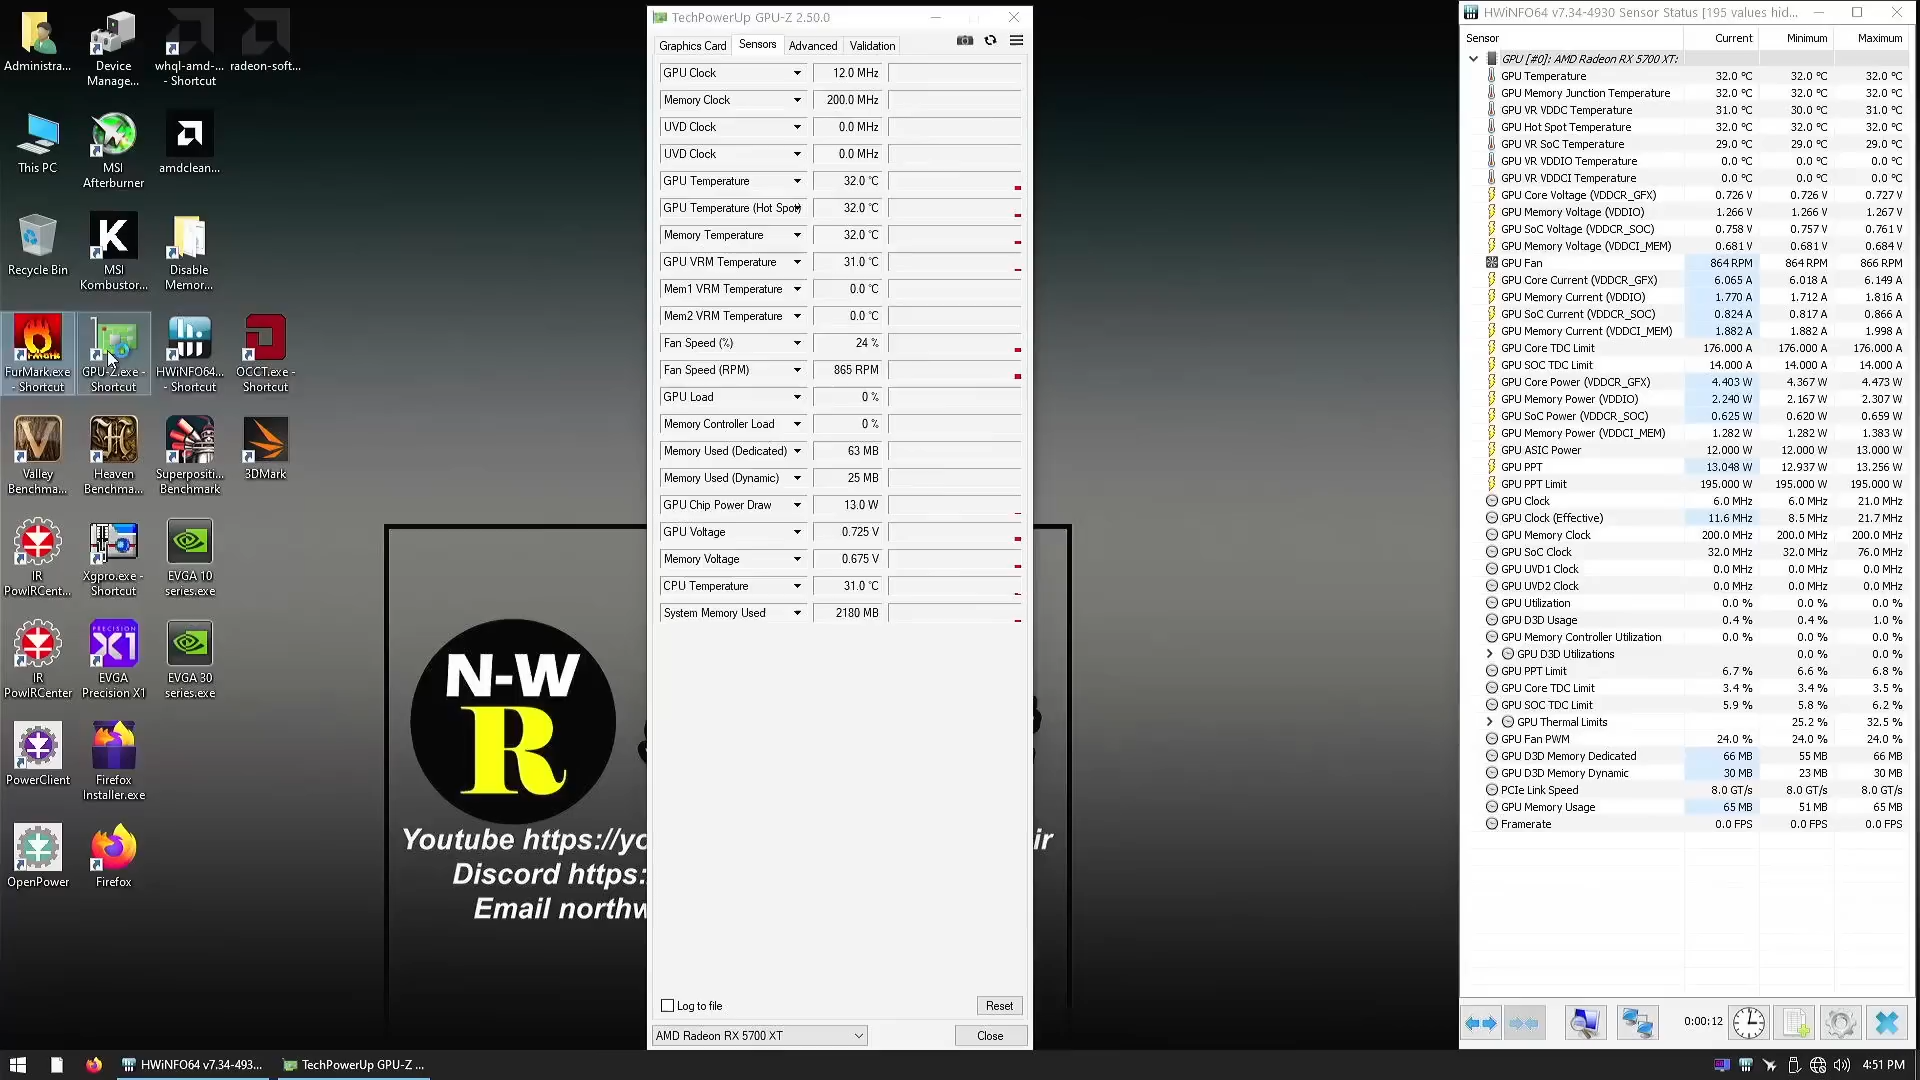 Administra...
Device
Manage...
whql-amd-...
- Shortcut
radeon-soft...
This PC
MSI
Afterburner
amdclean...
Recycle Bin
K
MSI
Kombustor...
Disable
Memor...
FurMark.exe
- Shortcut
GPU-Z.exe -
Shortcut
HWiNFO64...
- Shortcut
OCCT.exe -
Shortcut
Valley
Benchma...
Heaven
Benchma...
Superpositi...
Benchmark
3DMark
IR
PowIRCent...
Xgpro.exe -
Shortcut
EVGA 10
series.exe
IR
PowIRCenter
PRECISION
X1
EVGA
Precision X1
EVGA 30
series.exe
PowerClient
Firefox
Installer.exe
OpenPower
Firefox
N-W
R
Youtube https://yo
ir
Discord https:
Email northw
TechPowerUp GPU-Z 2.50.0
Graphics Card Sensors Advanced Validation
GPU Clock 12.0 MHz
Memory Clock 200.0 MHz
UVD Clock 0.0 MHz
UVD Clock 0.0 MHz
GPU Temperature 32.0 °C
GPU Temperature (Hot Spot) 32.0 °C
Memory Temperature 32.0 °C
GPU VRM Temperature 31.0 °C
Mem1 VRM Temperature 0.0 °C
Mem2 VRM Temperature 0.0 °C
Fan Speed (%) 24 %
Fan Speed (RPM) 865 RPM
GPU Load 0 %
Memory Controller Load 0 %
Memory Used (Dedicated) 63 MB
Memory Used (Dynamic) 25 MB
GPU Chip Power Draw 13.0 W
GPU Voltage 0.725 V
Memory Voltage 0.675 V
CPU Temperature 31.0 °C
System Memory Used 2180 MB
Log to file Reset
AMD Radeon RX 5700 XT Close
HWiNFO64 v7.34-4930 Sensor Status [195 values hid...
Sensor Current Minimum Maximum
GPU [#0]: AMD Radeon RX 5700 XT:
GPU Temperature 32.0 °C 32.0 °C 32.0 °C
GPU Memory Junction Temperature 32.0 °C 32.0 °C 32.0 °C
GPU VR VDDC Temperature 31.0 °C 30.0 °C 31.0 °C
GPU Hot Spot Temperature 32.0 °C 32.0 °C 32.0 °C
GPU VR SoC Temperature 29.0 °C 29.0 °C 29.0 °C
GPU VR VDDIO Temperature 0.0 °C 0.0 °C 0.0 °C
GPU VR VDDCI Temperature 0.0 °C 0.0 °C 0.0 °C
GPU Core Voltage (VDDCR_GFX) 0.726 V 0.726 V 0.727 V
GPU Memory Voltage (VDDIO) 1.266 V 1.266 V 1.267 V
GPU SoC Voltage (VDDCR_SOC) 0.758 V 0.757 V 0.761 V
GPU Memory Voltage (VDDCI_MEM) 0.681 V 0.681 V 0.684 V
GPU Fan 864 RPM 864 RPM 866 RPM
GPU Core Current (VDDCR_GFX) 6.065 A 6.018 A 6.149 A
GPU Memory Current (VDDIO) 1.770 A 1.712 A 1.816 A
GPU SoC Current (VDDCR_SOC) 0.824 A 0.817 A 0.866 A
GPU Memory Current (VDDCI_MEM) 1.882 A 1.882 A 1.998 A
GPU Core TDC Limit 176.000 A 176.000 A 176.000 A
GPU SOC TDC Limit 14.000 A 14.000 A 14.000 A
GPU Core Power (VDDCR_GFX) 4.403 W 4.367 W 4.473 W
GPU Memory Power (VDDIO) 2.240 W 2.167 W 2.307 W
GPU SoC Power (VDDCR_SOC) 0.625 W 0.620 W 0.659 W
GPU Memory Power (VDDCI_MEM) 1.282 W 1.282 W 1.383 W
GPU ASIC Power 12.000 W 12.000 W 13.000 W
GPU PPT 13.048 W 12.937 W 13.256 W
GPU PPT Limit 195.000 W 195.000 W 195.000 W
GPU Clock 6.0 MHz 6.0 MHz 21.0 MHz
GPU Clock (Effective) 11.6 MHz 8.5 MHz 21.7 MHz
GPU Memory Clock 200.0 MHz 200.0 MHz 200.0 MHz
GPU SoC Clock 32.0 MHz 32.0 MHz 76.0 MHz
GPU UVD1 Clock 0.0 MHz 0.0 MHz 0.0 MHz
GPU UVD2 Clock 0.0 MHz 0.0 MHz 0.0 MHz
GPU Utilization 0.0 % 0.0 % 0.0 %
GPU D3D Usage 0.4 % 0.4 % 1.0 %
GPU Memory Controller Utilization 0.0 % 0.0 % 0.0 %
GPU D3D Utilizations 0.0 % 0.0 %
GPU PPT Limit 6.7 % 6.6 % 6.8 %
GPU Core TDC Limit 3.4 % 3.4 % 3.5 %
GPU SOC TDC Limit 5.9 % 5.8 % 6.2 %
GPU Thermal Limits 25.2 % 32.5 %
GPU Fan PWM 24.0 % 24.0 % 24.0 %
GPU D3D Memory Dedicated 66 MB 55 MB 66 MB
GPU D3D Memory Dynamic 30 MB 23 MB 30 MB
PCIe Link Speed 8.0 GT/s 8.0 GT/s 8.0 GT/s
GPU Memory Usage 65 MB 51 MB 65 MB
Framerate 0.0 FPS 0.0 FPS 0.0 FPS
0:00:12
HWiNFO64 v7.34-493... TechPowerUp GPU-Z ... 4:51 PM